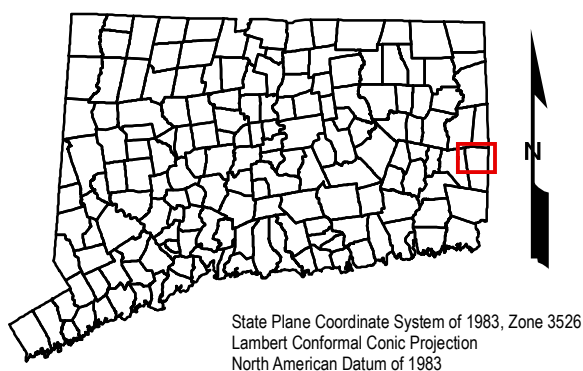 N
State Plane Coordinate System of 1983, Zone 3526
Lambert Conformal Conic Projection
North American Datum of 1983